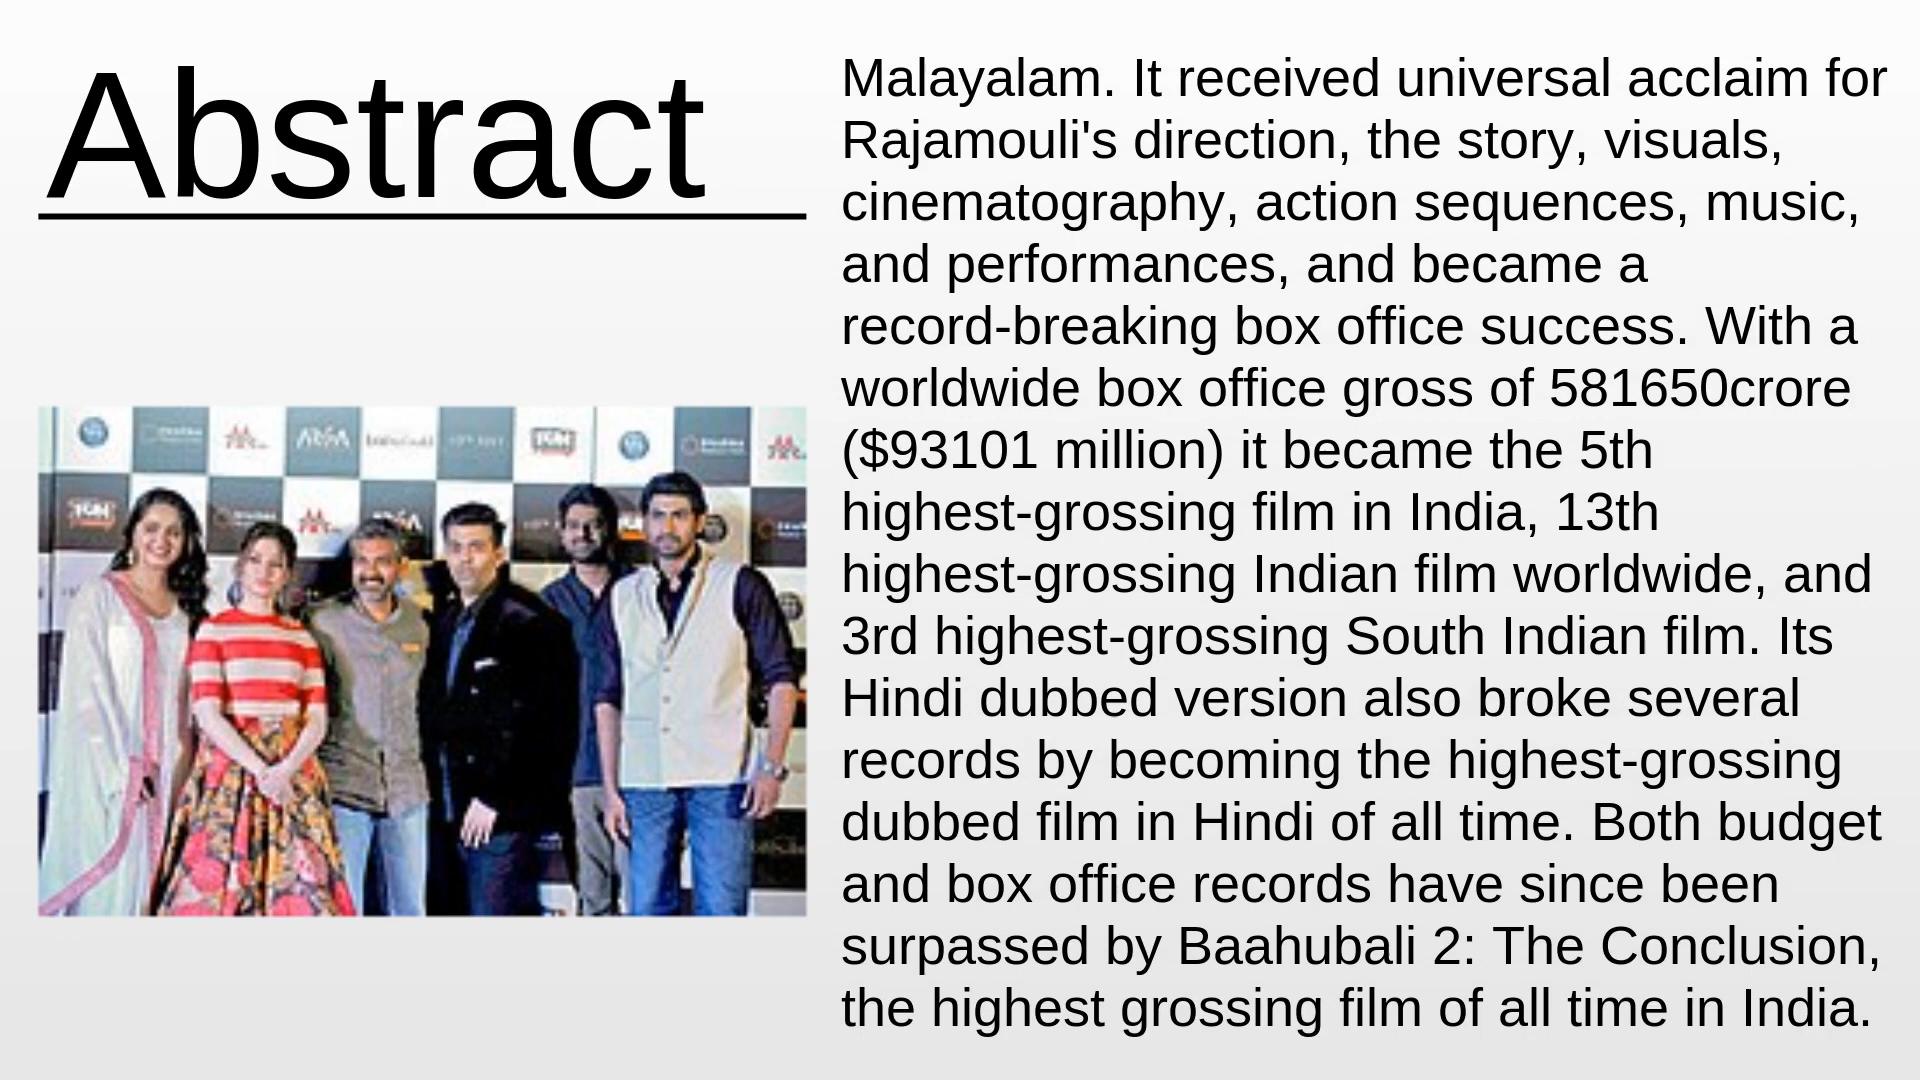 Abstract
Malayalam. It received universal acclaim for
Rajamouli's direction, the story, visuals,
cinematography, action sequences, music,
and performances, and became a
record-breaking box office success. With a
worldwide box office gross of 581650crore
($93101 million) it became the 5th
highest-grossing film in India, 13th
highest-grossing Indian film worldwide, and
3rd highest-grossing South Indian film. Its
Hindi dubbed version also broke several
records by becoming the highest-grossing
dubbed film in Hindi of all time. Both budget
and box office records have since been
surpassed by Baahubali 2: The Conclusion,
the highest grossing film of all time in India.